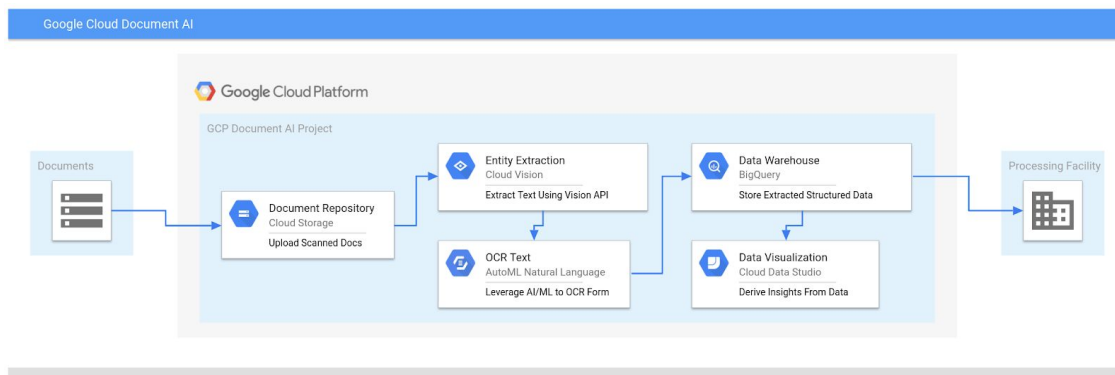 Google Cloud Document AI
Google Cloud Platform
GCP Document AI Project
Documents
Document Repository
Cloud Storage
Upload Scanned Docs
Entity Extraction
Cloud Vision
Extract Text Using Vision API
OCR Text
AutoML Natural Language
Leverage AI/ML to OCR Form
Data Warehouse
BigQuery
Store Extracted Structured Data
Data Visualization
Cloud Data Studio
Derive Insights From Data
Processing Facility